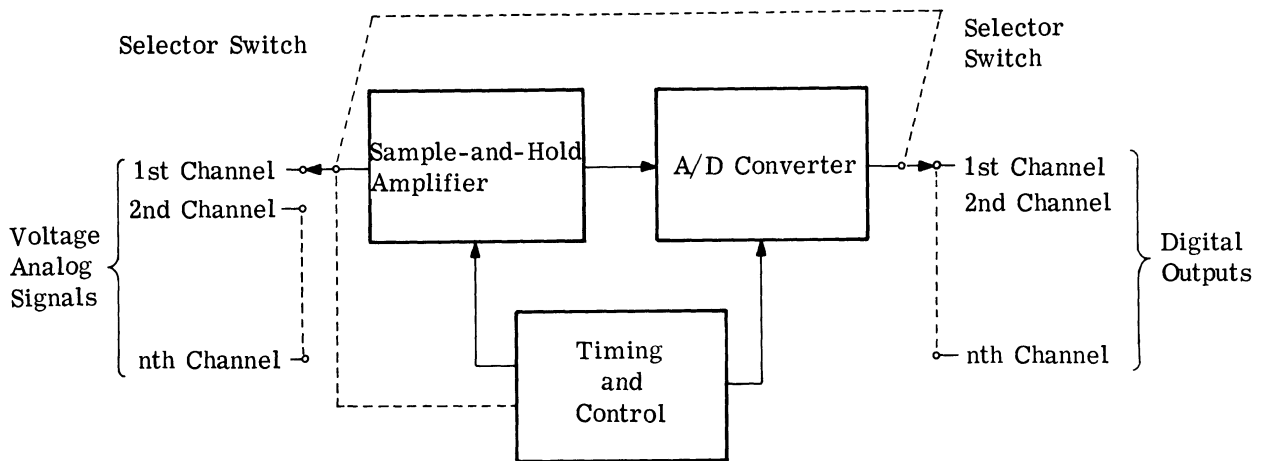 Selector Switch
Selector
Switch
Voltage
Analog
Signals
1st Channel
2nd Channel
nth Channel
Sample-and-Hold
Amplifier
A/D Converter
Timing
and
Control
1st Channel
2nd Channel
nth Channel
Digital
Outputs